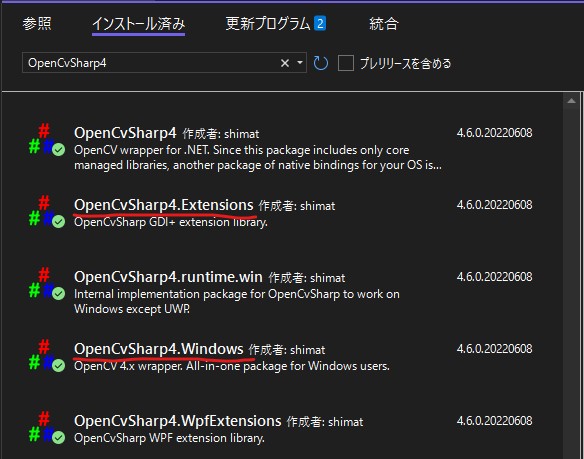 参照 インストール済み 更新プログラム 2 統合
OpenCvSharp4 プレリリースを含める
OpenCvSharp4 作成者: shimat 4.6.0.20220608
OpenCV wrapper for .NET. Since this package includes only core
managed libraries, another package of native bindings for your OS is...
OpenCvSharp4.Extensions 作成者: shimat 4.6.0.20220608
OpenCvSharp GDI+ extension library.
OpenCvSharp4.runtime.win 作成者: shimat 4.6.0.20220608
Internal implementation package for OpenCvSharp to work on
Windows except UWP.
OpenCvSharp4.Windows 作成者: shimat 4.6.0.20220608
OpenCV 4.x wrapper. All-in-one package for Windows users.
OpenCvSharp4.WpfExtensions 作成者: shimat 4.6.0.20220608
OpenCvSharp WPF extension library.